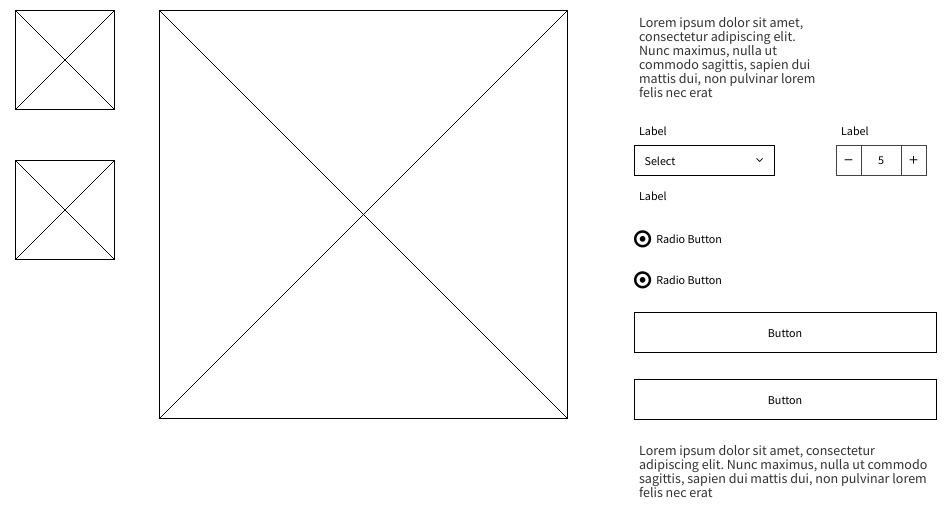 Lorem ipsum dolor sit amet,
consectetur adipiscing elit.
Nunc maximus, nulla ut
commodo sagittis, sapien dui
mattis dui, non pulvinar lorem
felis nec erat
Label
Label
Select
5
Label
Radio Button
Radio Button
Button
Button
Lorem ipsum dolor sit amet, consectetur
adipiscing elit. Nunc maximus, nulla ut commodo
sagittis, sapien dui mattis dui, non pulvinar lorem
felis nec erat